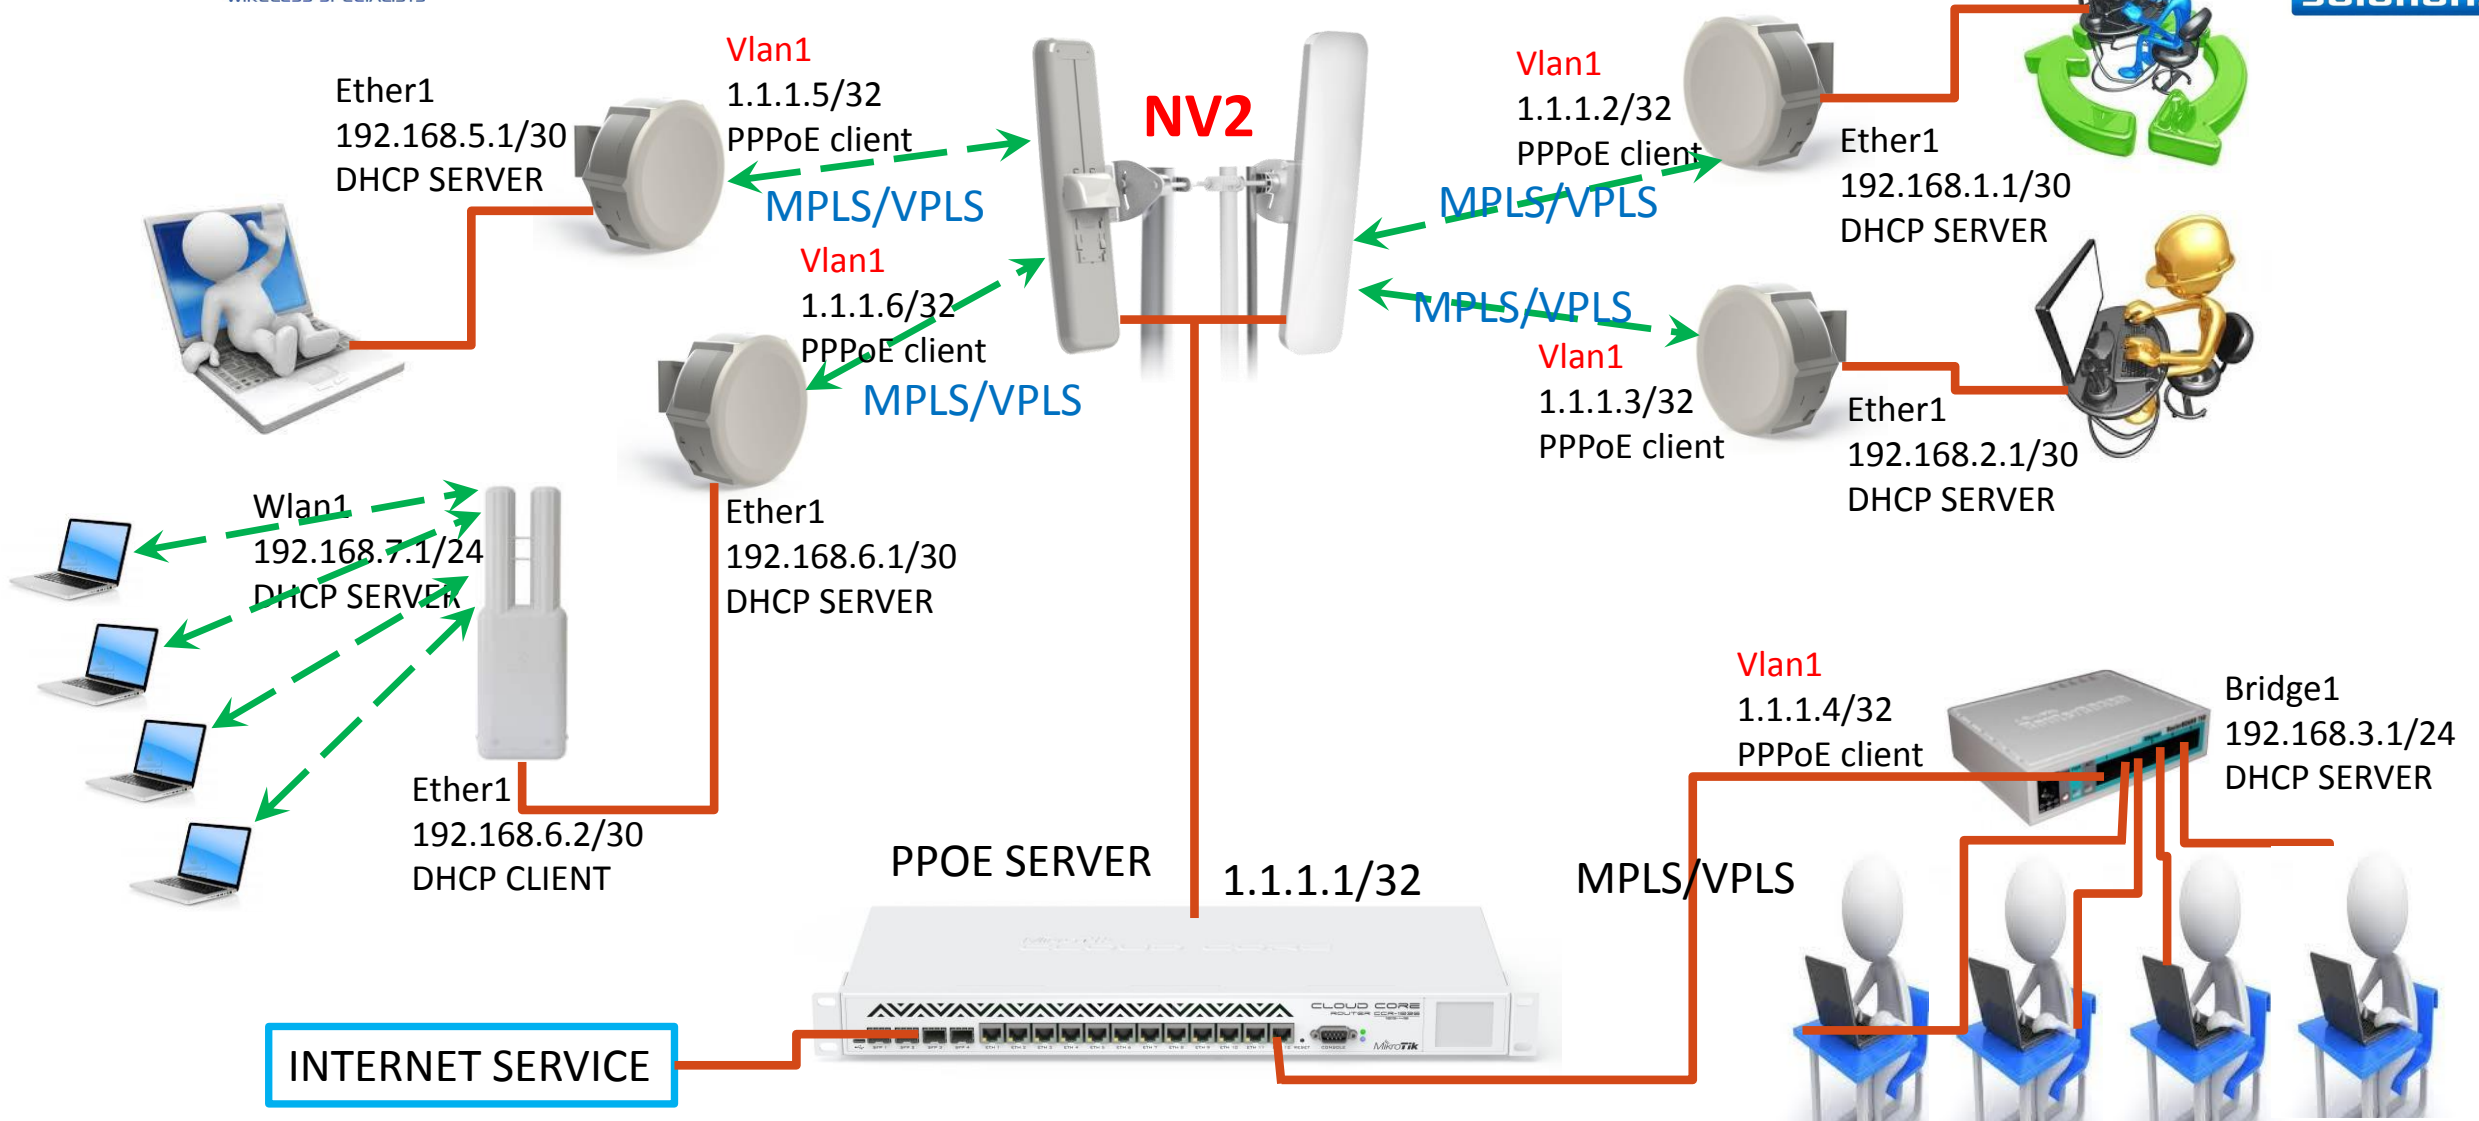 WIRELESS SPECIALISTS
Ether1
192.168.5.1/30
DHCP SERVER
Vlan1
1.1.1.5/32
PPPoE client
MPLS/VPLS
NV2
Vlan1
1.1.1.2/32
PPPoE client
MPLS/VPLS
Ether1
192.168.1.1/30
DHCP SERVER
Vlan1
1.1.1.6/32
PPPoE client
MPLS/VPLS
MPLS/VPLS
Vlan1
1.1.1.3/32
PPPoE client
Ether1
192.168.2.1/30
DHCP SERVER
Wlan1
192.168.7.1/24
DHCP SERVER
Ether1
192.168.6.1/30
DHCP SERVER
Ether1
192.168.6.2/30
DHCP CLIENT
Vlan1
1.1.1.4/32
PPPoE client
Bridge1
192.168.3.1/24
DHCP SERVER
PPOE SERVER
1.1.1.1/32
MPLS/VPLS
CLOUD CORE
MikroTik
INTERNET SERVICE